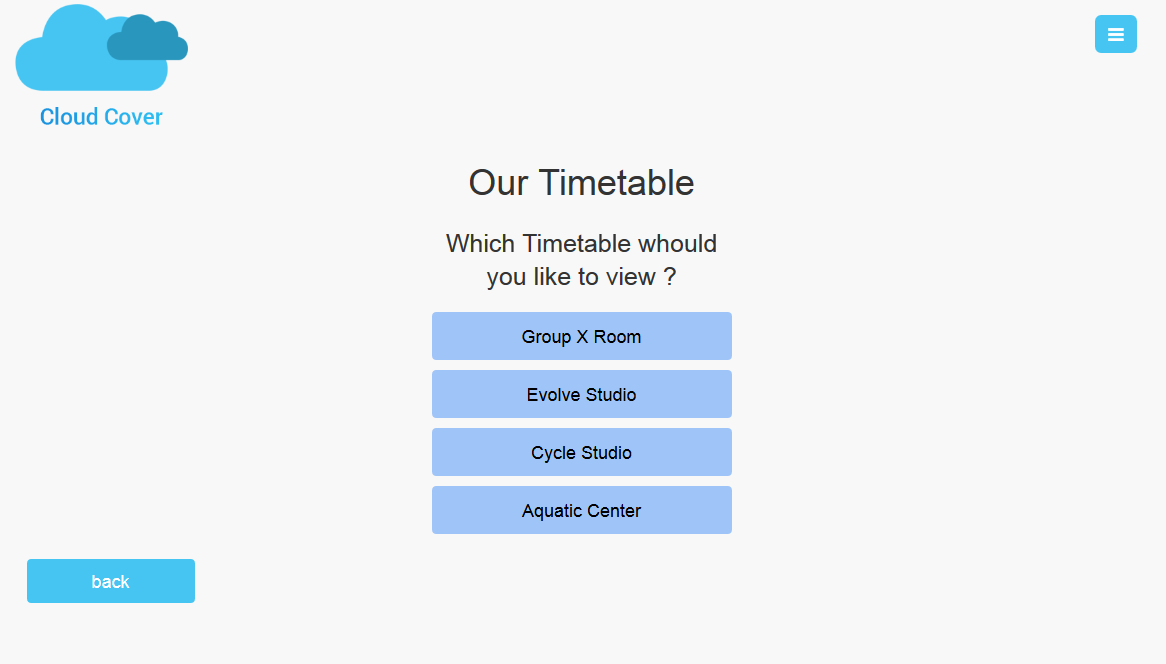 Cloud Cover
Our Timetable
Which Timetable whould
you like to view ?
Group X Room
Evolve Studio
Cycle Studio
Aquatic Center
back